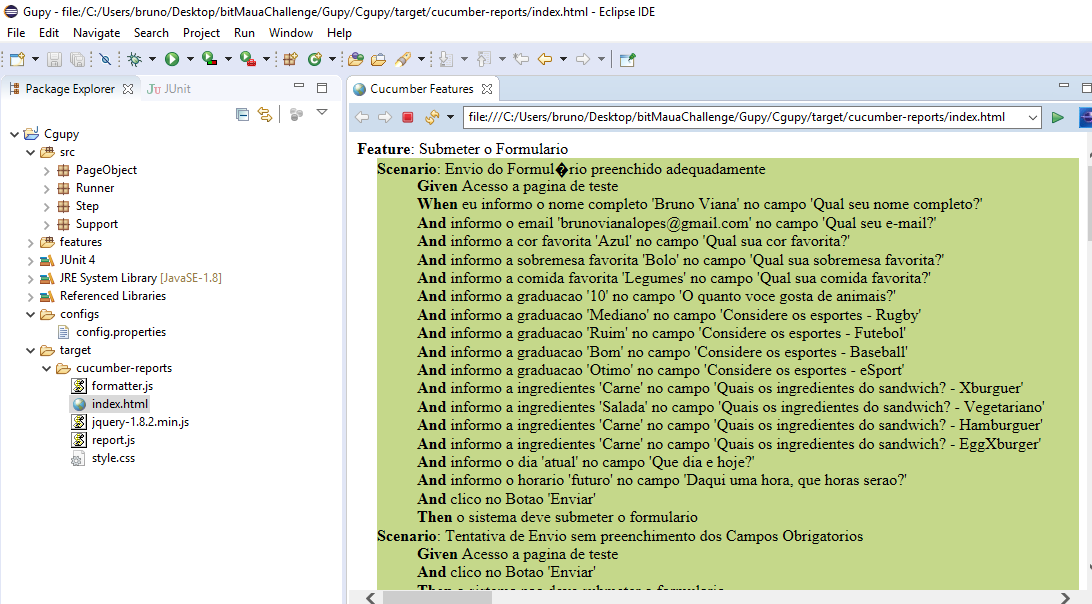 Gupy - file:/C:/Users/bruno/Desktop/bitMauaChallenge/Gupy/Cgupy/target/cucumber-reports/index.html - Eclipse IDE
File Edit Navigate Search Project Run Window Help
Package Explorer
JU JUnit
Cgupy
src
PageObject
Runner
Step
Support
features
JUnit 4
JRE System Library [JavaSE-1.8]
Referenced Libraries
configs
config.properties
target
cucumber-reports
formatter.js
index.html
jquery-1.8.2.min.js
report.js
style.css
Cucumber Features
file:///C:/Users/bruno/Desktop/bitMauaChallenge/Gupy/Cgupy/target/cucumber-reports/index.html
Feature: Submeter o Formulario
Scenario: Envio do Formul�rio preenchido adequadamente
Given Acesso a pagina de teste
When eu informo o nome completo 'Bruno Viana' no campo 'Qual seu nome completo?'
And informo o email 'brunovianalopes@gmail.com' no campo 'Qual seu e-mail?'
And informo a cor favorita 'Azul' no campo 'Qual sua cor favorita?'
And informo a sobremesa favorita 'Bolo' no campo 'Qual sua sobremesa favorita?'
And informo a comida favorita 'Legumes' no campo 'Qual sua comida favorita?'
And informo a graduacao '10' no campo 'O quanto voce gosta de animais?'
And informo a graduacao 'Mediano' no campo 'Considere os esportes - Rugby'
And informo a graduacao 'Ruim' no campo 'Considere os esportes - Futebol'
And informo a graduacao 'Bom' no campo 'Considere os esportes - Baseball'
And informo a graduacao 'Otimo' no campo 'Considere os esportes - eSport'
And informo a ingredientes 'Carne' no campo 'Quais os ingredientes do sandwich? - Xburguer'
And informo a ingredientes 'Salada' no campo 'Quais os ingredientes do sandwich? - Vegetariano'
And informo a ingredientes 'Carne' no campo 'Quais os ingredientes do sandwich? - Hamburguer'
And informo a ingredientes 'Carne' no campo 'Quais os ingredientes do sandwich? - EggXburger'
And informo o dia 'atual' no campo 'Que dia e hoje?'
And informo o horario 'futuro' no campo 'Daqui uma hora, que horas serao?'
And clico no Botao 'Enviar'
Then o sistema deve submeter o formulario
Scenario: Tentativa de Envio sem preenchimento dos Campos Obrigatorios
Given Acesso a pagina de teste
And clico no Botao 'Enviar'
Then o sistema nao deve submeter o formulario